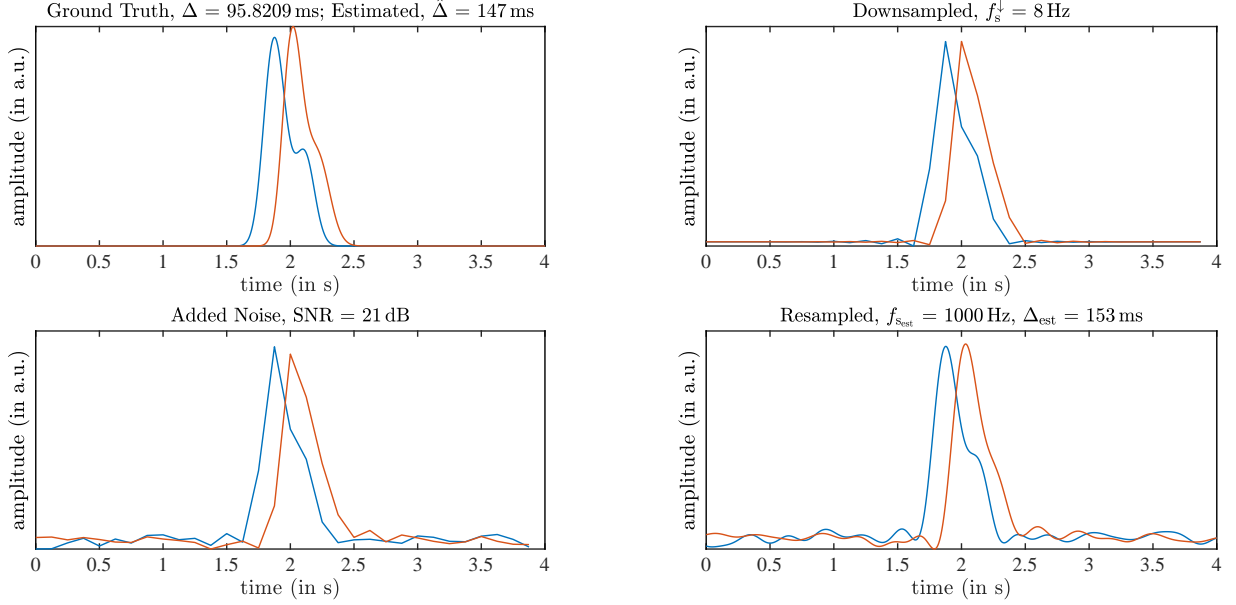 Ground Truth, Δ = 95.8209 ms; Estimated, Δ̂ = 147 ms
amplitude (in a.u.)
0 0.5 1 1.5 2 2.5 3 3.5 4
time (in s)
Downsampled, fₛ↓ = 8 Hz
amplitude (in a.u.)
0 0.5 1 1.5 2 2.5 3 3.5 4
time (in s)
Added Noise, SNR = 21 dB
amplitude (in a.u.)
0 0.5 1 1.5 2 2.5 3 3.5 4
time (in s)
Resampled, f_{s_est} = 1000 Hz, Δ_est = 153 ms
amplitude (in a.u.)
0 0.5 1 1.5 2 2.5 3 3.5 4
time (in s)